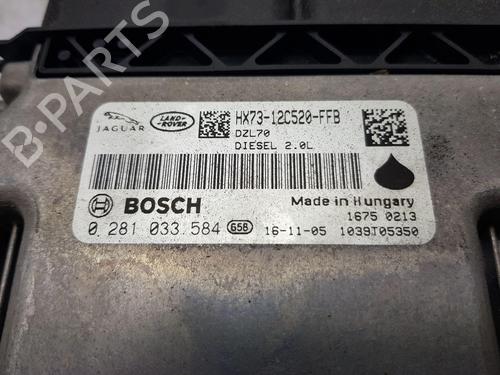 B-PARTS
JAGUAR
LAND-
ROVER
HX73-12C520-FFB
DZL70
DIESEL 2.0L
BOSCH
Made in Hungary
1675 0213
0 281 033 584 G5B 16-11-05 1039T05350